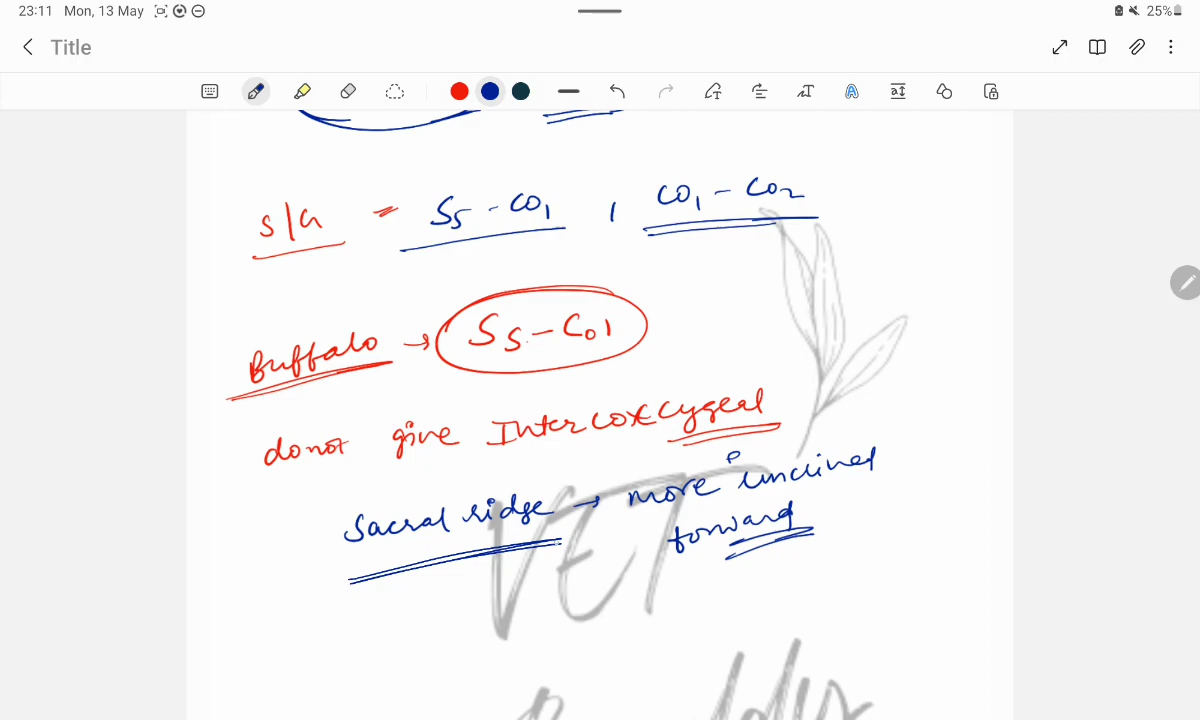 23:11 Mon, 13 May 25%
Title
S/G = S5 - CO1 , CO1 - CO2
Buffalo → S5 - CO1
do not give Intercoxcygeal
Sacral ridge → more inclined
forward
VET